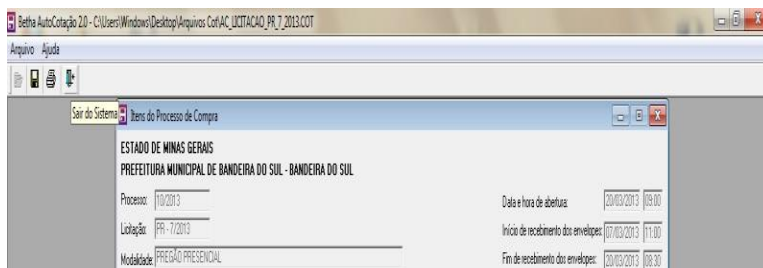 Betha AutoCotação 2.0 - C:\Users\Windows\Desktop\Arquivos Cot\AC_LICITACAO_PR_7_2013.COT
Arquivo Ajuda
Sair do Sistema
Itens do Processo de Compra
ESTADO DE MINAS GERAIS
PREFEITURA MUNICIPAL DE BANDEIRA DO SUL - BANDEIRA DO SUL
Processo: 10/2013 Data e hora de abertura: 20/03/2013 09:00
Licitação: PR - 7/2013 Início de recebimento dos envelopes: 07/03/2013 11:00
Modalidade: PREGÃO PRESENCIAL Fim de recebimento dos envelopes: 20/03/2013 08:30